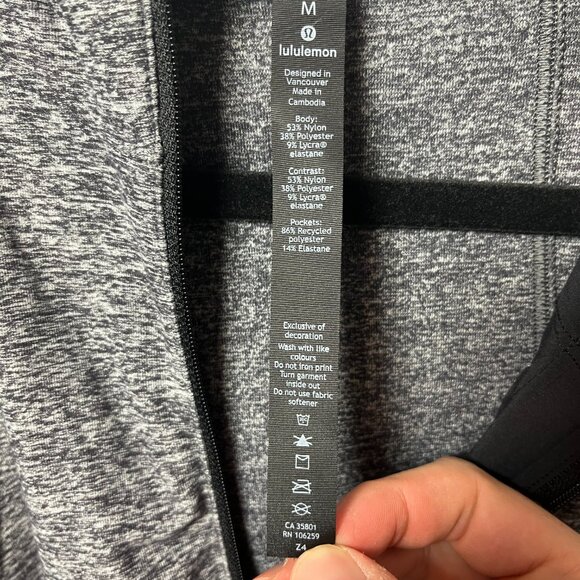 M
lululemon
Designed in
Vancouver
Made in
Cambodia
Body:
53% Nylon
38% Polyester
9% Lycra®
elastane
Contrast:
53% Nylon
38% Polyester
9% Lycra®
elastane
Pockets:
86% Recycled
polyester
14% Elastane
Exclusive of
decoration
Wash with like
colours
Do not iron print
Turn garment
inside out
Do not use fabric
softener
CA 35801
RN 106259
Z4